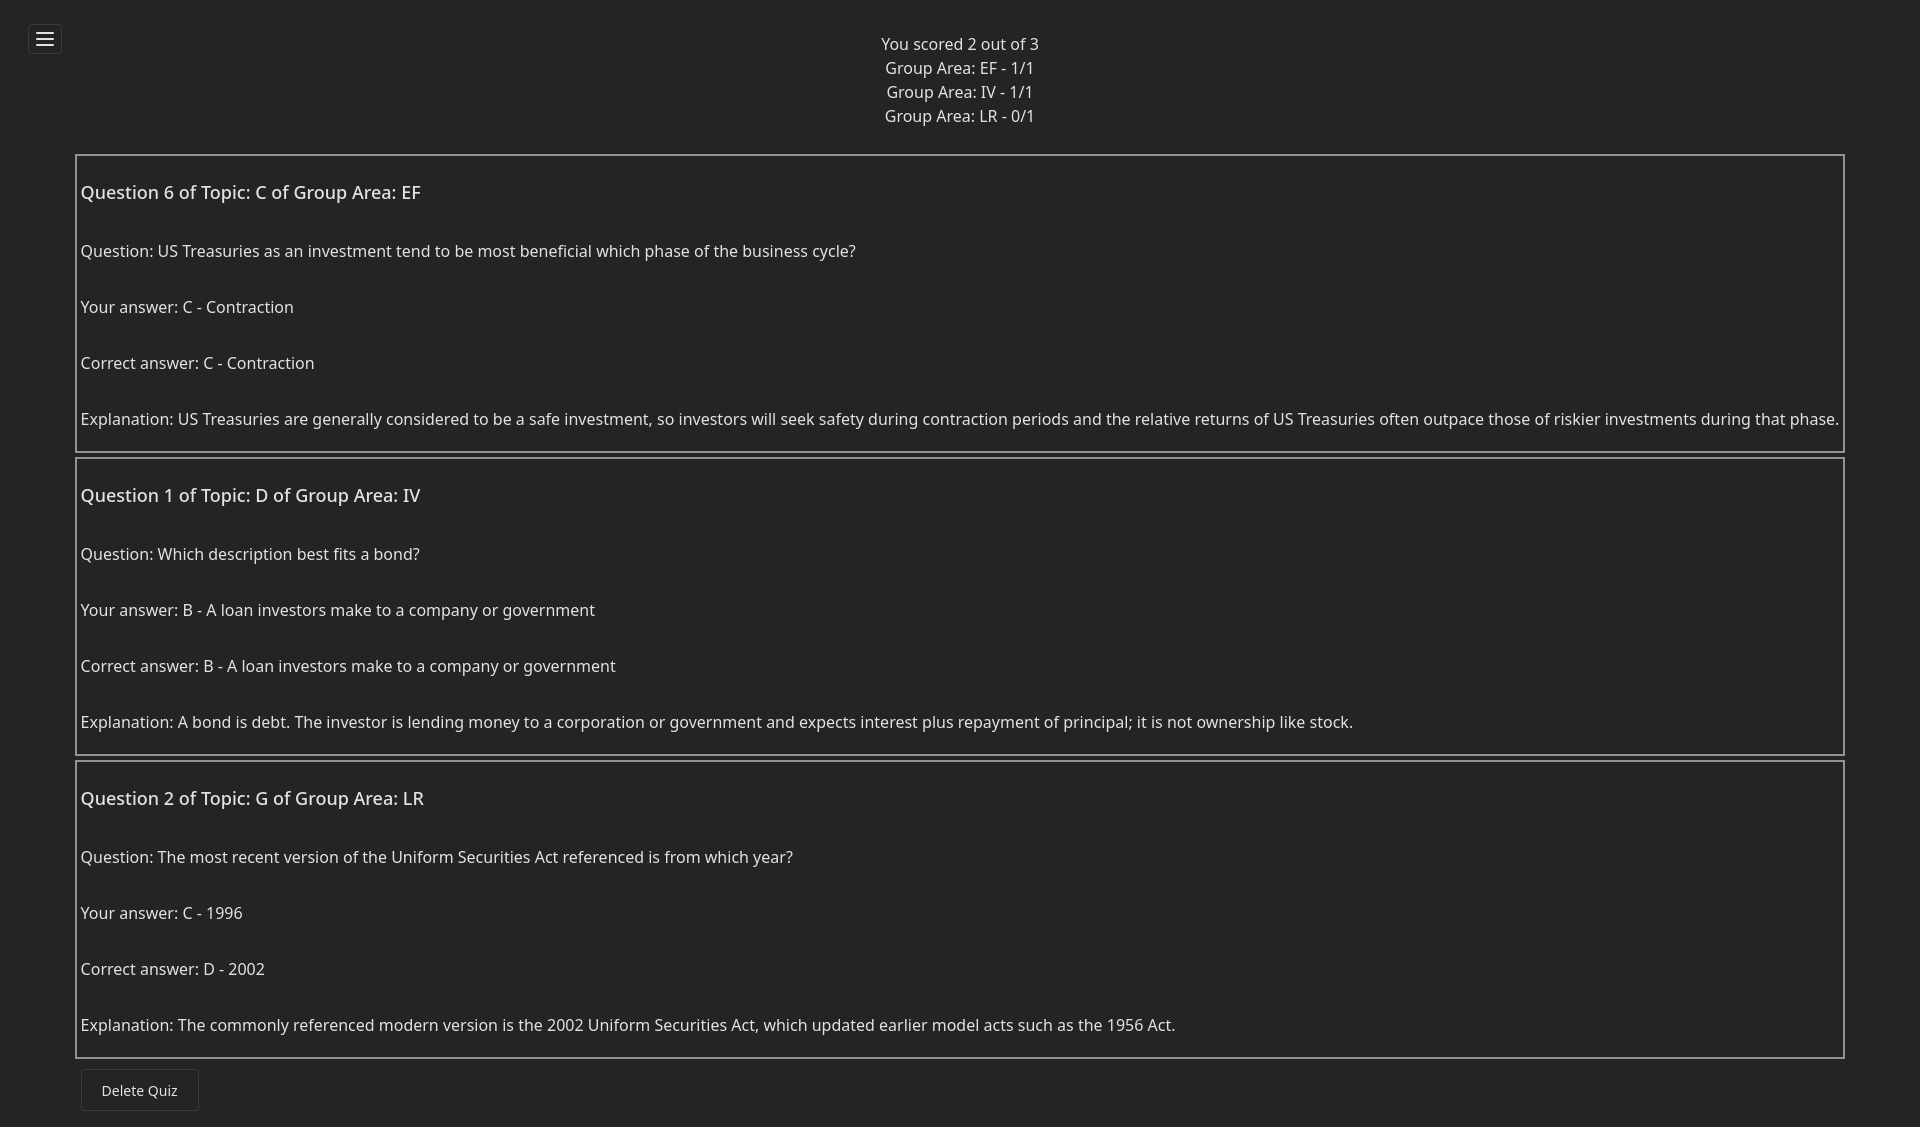 You scored 2 out of 3
Group Area: EF - 1/1
Group Area: IV - 1/1
Group Area: LR - 0/1
Question 6 of Topic: C of Group Area: EF
Question: US Treasuries as an investment tend to be most beneficial which phase of the business cycle?
Your answer: C - Contraction
Correct answer: C - Contraction
Explanation: US Treasuries are generally considered to be a safe investment, so investors will seek safety during contraction periods and the relative returns of US Treasuries often outpace those of riskier investments during that phase.
Question 1 of Topic: D of Group Area: IV
Question: Which description best fits a bond?
Your answer: B - A loan investors make to a company or government
Correct answer: B - A loan investors make to a company or government
Explanation: A bond is debt. The investor is lending money to a corporation or government and expects interest plus repayment of principal; it is not ownership like stock.
Question 2 of Topic: G of Group Area: LR
Question: The most recent version of the Uniform Securities Act referenced is from which year?
Your answer: C - 1996
Correct answer: D - 2002
Explanation: The commonly referenced modern version is the 2002 Uniform Securities Act, which updated earlier model acts such as the 1956 Act.
Delete Quiz